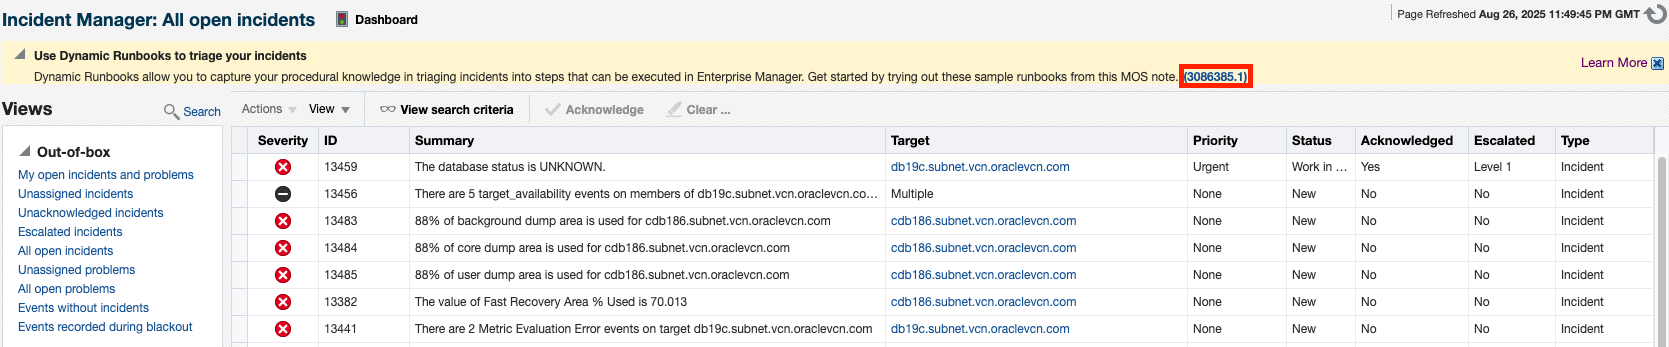 Incident Manager: All open incidents Dashboard Page Refreshed Aug 26, 2025 11:49:45 PM GMT
Use Dynamic Runbooks to triage your incidents
Dynamic Runbooks allow you to capture your procedural knowledge in triaging incidents into steps that can be executed in Enterprise Manager. Get started by trying out these sample runbooks from this MOS note. (3086385.1) Learn More
Views Search
Out-of-box
My open incidents and problems
Unassigned incidents
Unacknowledged incidents
Escalated incidents
All open incidents
Unassigned problems
All open problems
Events without incidents
Events recorded during blackout
Actions View View search criteria Acknowledge Clear ...
Severity ID Summary Target Priority Status Acknowledged Escalated Type
13459 The database status is UNKNOWN. db19c.subnet.vcn.oraclevcn.com Urgent Work in ... Yes Level 1 Incident
13456 There are 5 target_availability events on members of db19c.subnet.vcn.oraclevcn.co... Multiple None New No No Incident
13483 88% of background dump area is used for cdb186.subnet.vcn.oraclevcn.com cdb186.subnet.vcn.oraclevcn.com None New No No Incident
13484 88% of core dump area is used for cdb186.subnet.vcn.oraclevcn.com cdb186.subnet.vcn.oraclevcn.com None New No No Incident
13485 88% of user dump area is used for cdb186.subnet.vcn.oraclevcn.com cdb186.subnet.vcn.oraclevcn.com None New No No Incident
13382 The value of Fast Recovery Area % Used is 70.013 cdb186.subnet.vcn.oraclevcn.com None New No No Incident
13441 There are 2 Metric Evaluation Error events on target db19c.subnet.vcn.oraclevcn.com db19c.subnet.vcn.oraclevcn.com None New No No Incident